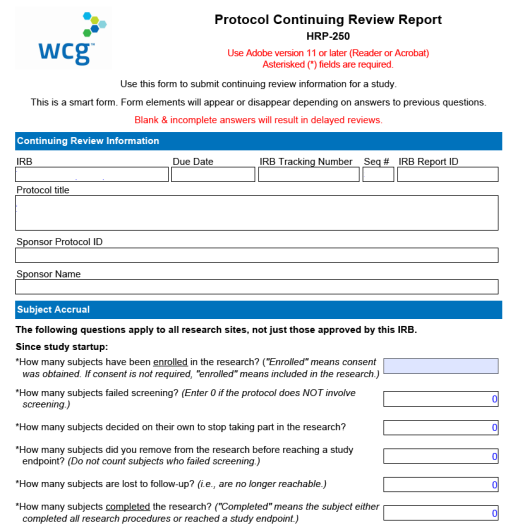 wcg™
Protocol Continuing Review Report
HRP-250
Use Adobe version 11 or later (Reader or Acrobat)
Asterisked (*) fields are required.
Use this form to submit continuing review information for a study.
This is a smart form. Form elements will appear or disappear depending on answers to previous questions.
Blank & incomplete answers will result in delayed reviews.
Continuing Review Information
IRB Due Date IRB Tracking Number Seq # IRB Report ID
Protocol title
Sponsor Protocol ID
Sponsor Name
Subject Accrual
The following questions apply to all research sites, not just those approved by this IRB.
Since study startup:
*How many subjects have been enrolled in the research? ("Enrolled" means consent
was obtained. If consent is not required, "enrolled" means included in the research.)
*How many subjects failed screening? (Enter 0 if the protocol does NOT involve
screening.) 0
*How many subjects decided on their own to stop taking part in the research? 0
*How many subjects did you remove from the research before reaching a study
endpoint? (Do not count subjects who failed screening.) 0
*How many subjects are lost to follow-up? (i.e., are no longer reachable.) 0
*How many subjects completed the research? ("Completed" means the subject either
completed all research procedures or reached a study endpoint.) 0